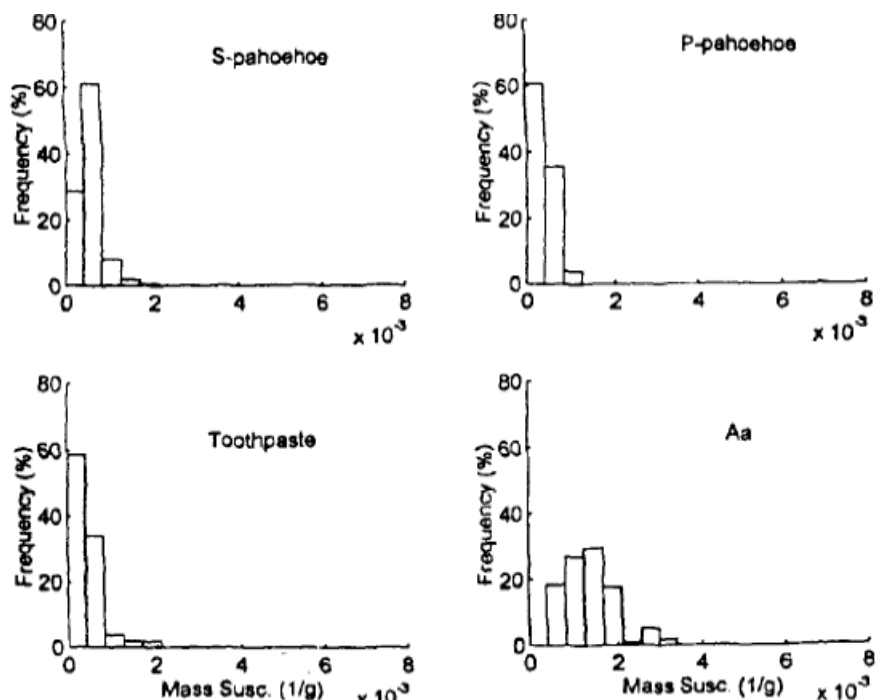 S-pahoehoe
Frequency (%)
80
60
40
20
0
0 2 4 6 8
x 10⁻³
P-pahoehoe
Frequency (%)
80
60
40
20
0
0 2 4 6 8
x 10⁻³
Toothpaste
Frequency (%)
80
60
40
20
0
0 2 4 6 8
Mass Susc. (1/g)
x 10⁻³
Aa
Frequency (%)
80
60
40
20
0
0 2 4 6 8
Mass Susc. (1/g)
x 10⁻³